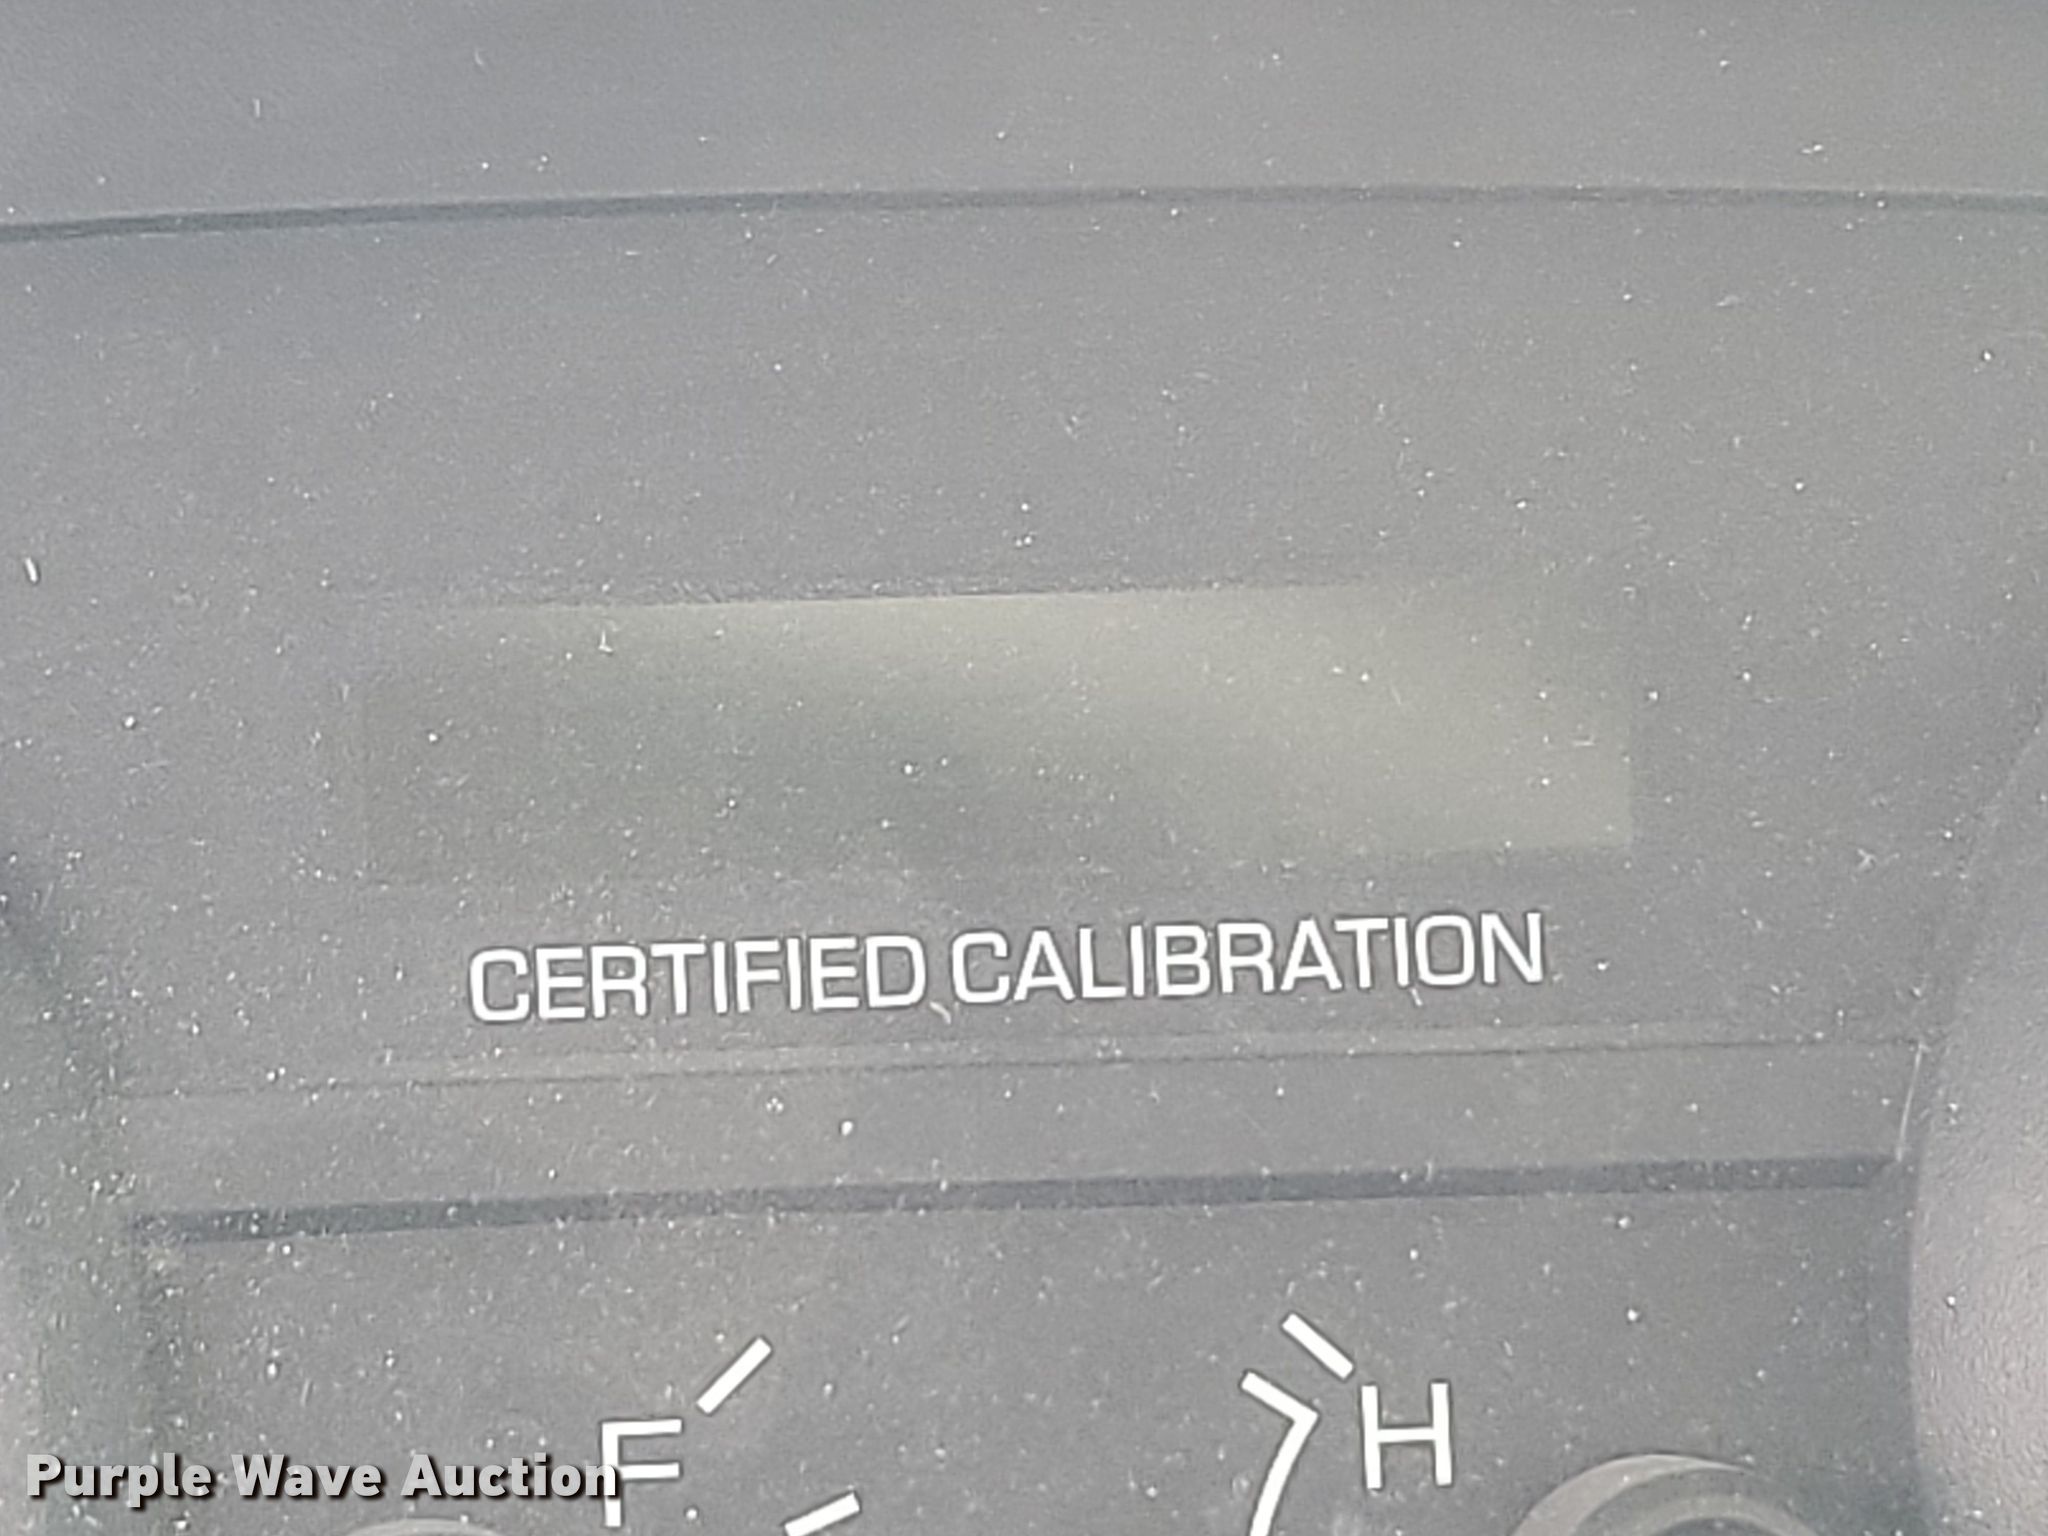 CERTIFIED CALIBRATION
F
H
Purple Wave Auction